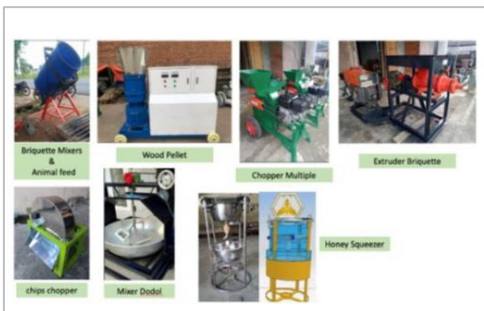 Briquette Mixers
&
Animal feed
Wood Pellet
Chopper Multiple
Extruder Briquette
chips chopper
Mixer Dodol
Honey Squeezer